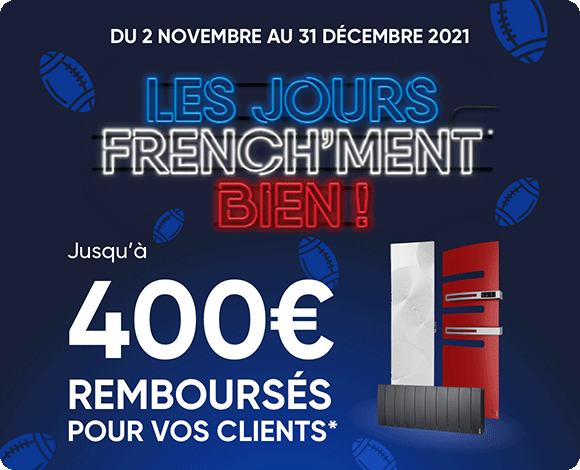 DU 2 NOVEMBRE AU 31 DÉCEMBRE 2021
LES JOURS
FRENCH'MENT*
BIEN !
Jusqu'à
400€
REMBOURSÉS
POUR VOS CLIENTS*